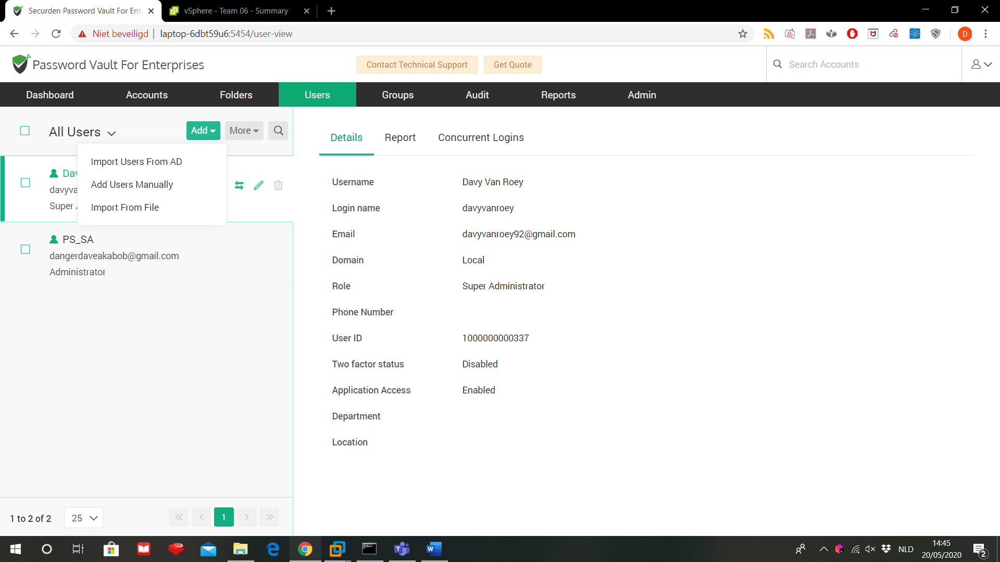 Securden Password Vault For Ent
vSphere - Team 06 - Summary
Niet beveiligd
laptop-6dbt59u6:5454/user-view
D
Password Vault For Enterprises
Contact Technical Support
Get Quote
Search Accounts
Dashboard
Accounts
Folders
Users
Groups
Audit
Reports
Admin
All Users
Add
More
Import Users From AD
Add Users Manually
Import From File
Dav
davyva
Super
PS_SA
dangerdaveakabob@gmail.com
Administrator
1 to 2 of 2
25
1
Details
Report
Concurrent Logins
Username
Davy Van Roey
Login name
davyvanroey
Email
davyvanroey92@gmail.com
Domain
Local
Role
Super Administrator
Phone Number
User ID
1000000000337
Two factor status
Disabled
Application Access
Enabled
Department
Location
NLD
14:45
20/05/2020
2